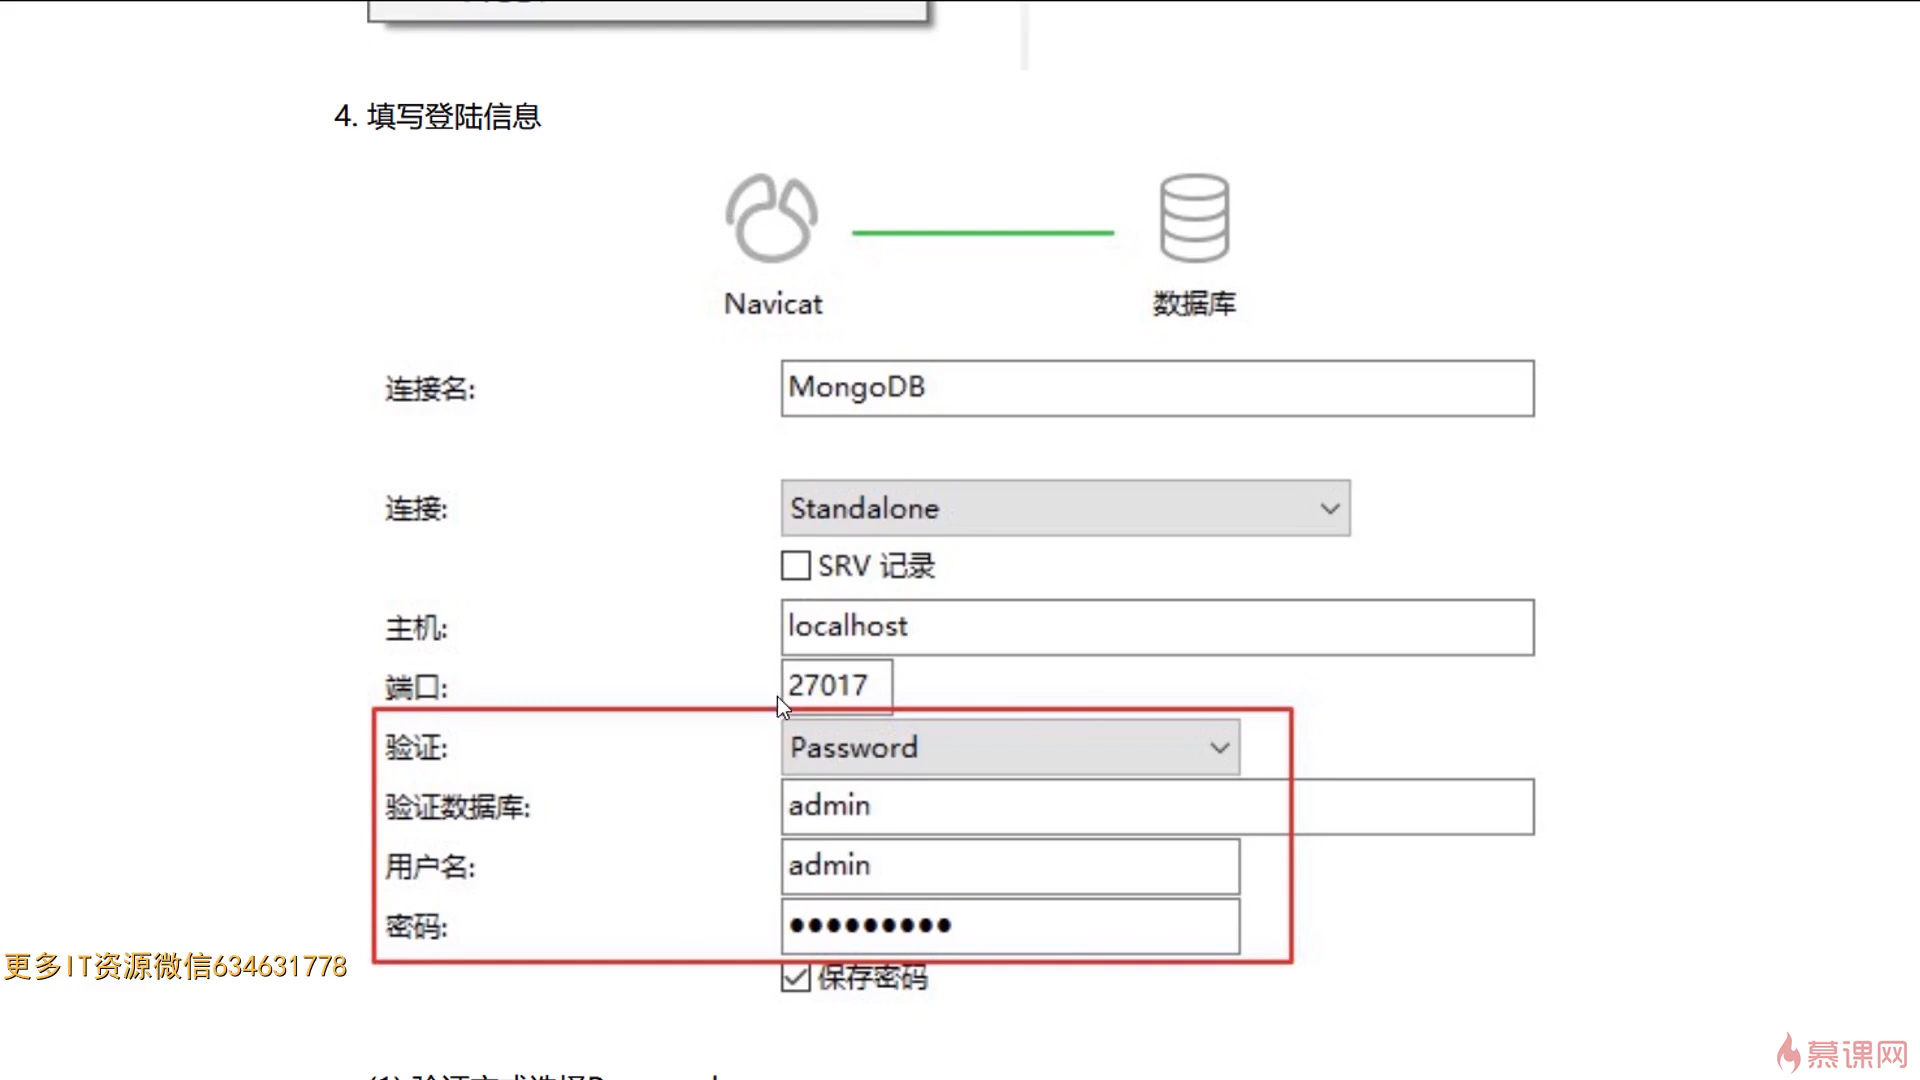 4. 填写登陆信息
Navicat
数据库
连接名:
MongoDB
连接:
Standalone
SRV 记录
主机:
localhost
端口:
27017
验证:
Password
验证数据库:
admin
用户名:
admin
密码:
●●●●●●●●●
保存密码
更多IT资源微信634631778
慕课网